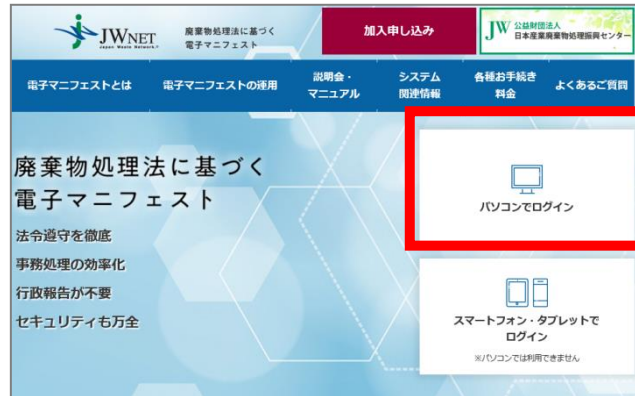 JWNET
Japan Waste Network
廃棄物処理法に基づく
電子マニフェスト
加入申し込み
JW 公益財団法人
日本産業廃棄物処理振興センター
電子マニフェストとは
電子マニフェストの運用
説明会・
マニュアル
システム
関連情報
各種お手続き
料金
よくあるご質問
廃棄物処理法に基づく
電子マニフェスト
法令遵守を徹底
事務処理の効率化
行政報告が不要
セキュリティも万全
パソコンでログイン
スマートフォン・タブレットで
ログイン
※パソコンでは利用できません